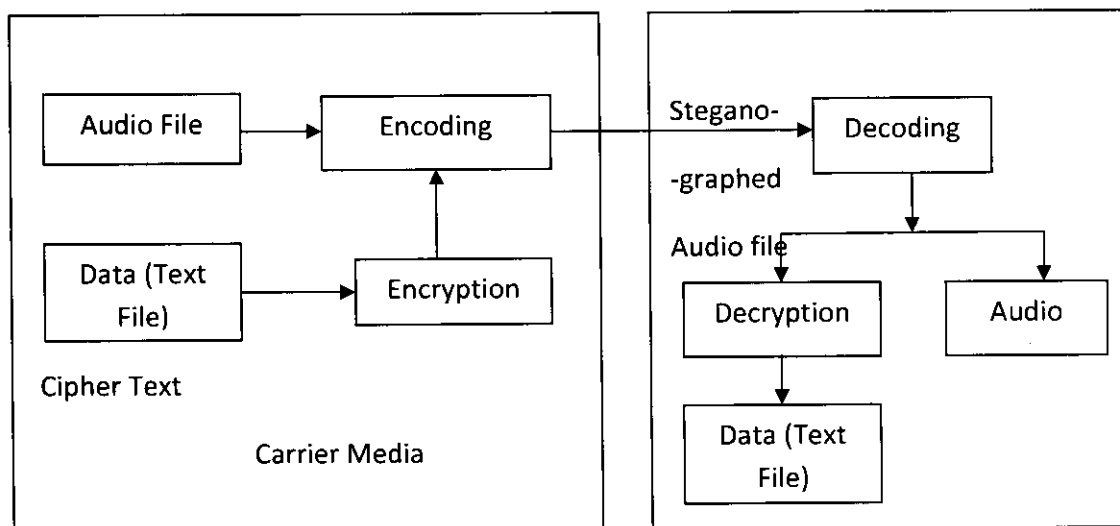 Audio File
Encoding
Data (Text
File)
Encryption
Cipher Text
Carrier Media
Stegano-
-graphed
Audio file
Decoding
Decryption
Audio
Data (Text
File)